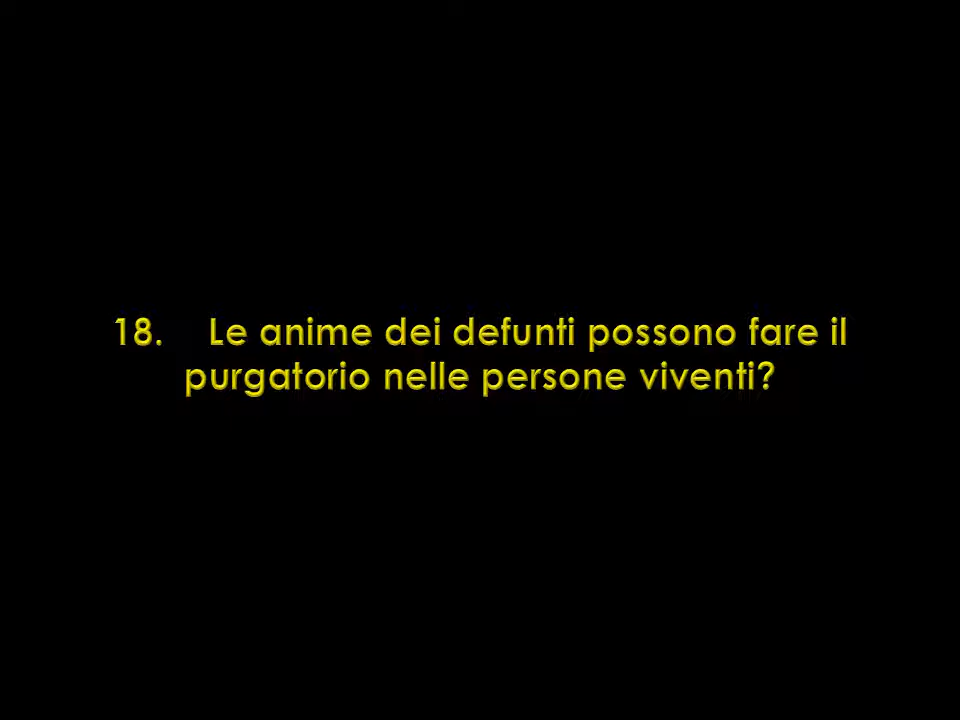 18. Le anime dei defunti possono fare il
purgatorio nelle persone viventi?